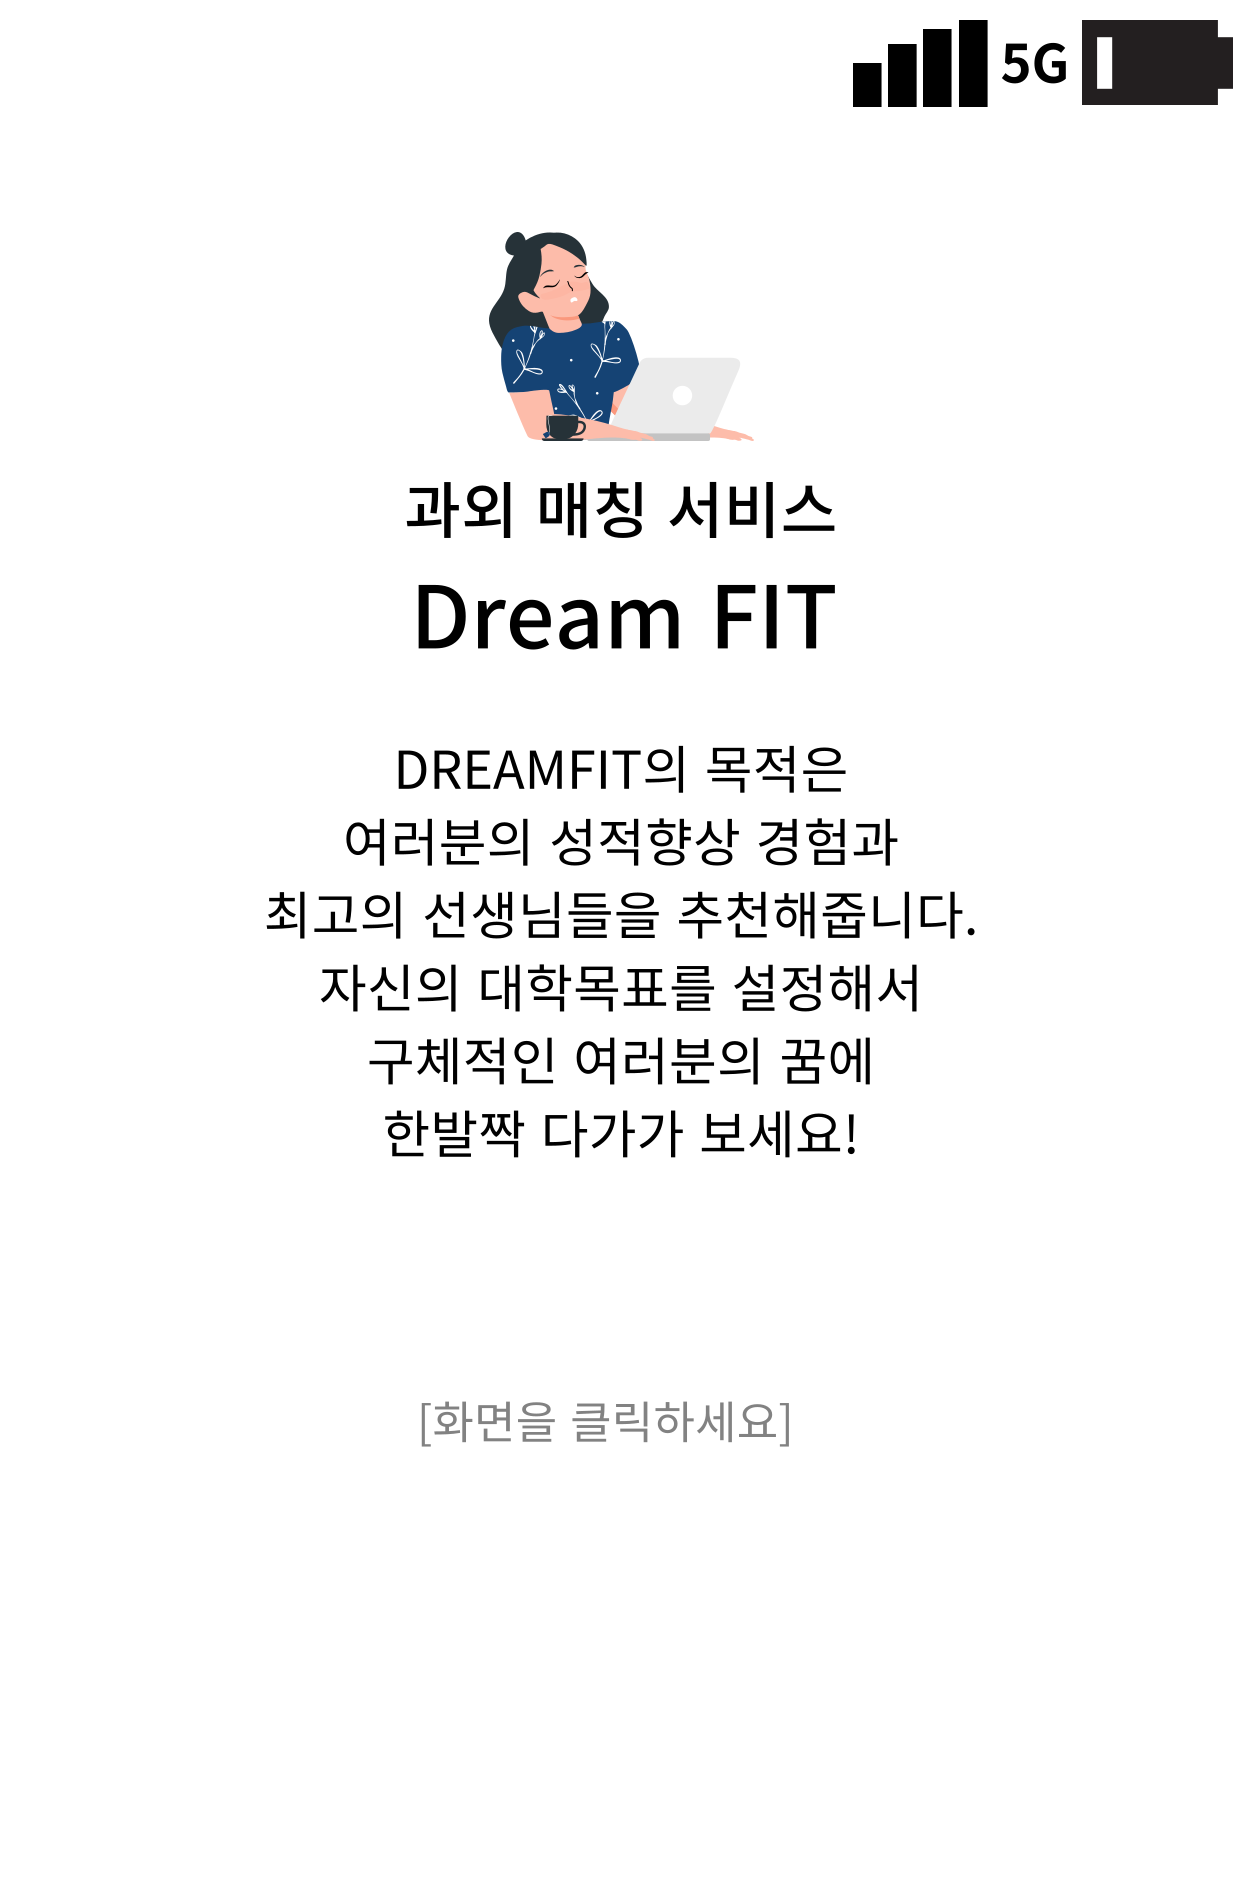 5G
과외 매칭 서비스
Dream FIT
DREAMFIT의 목적은
여러분의 성적향상 경험과
최고의 선생님들을 추천해줍니다.
자신의 대학목표를 설정해서
구체적인 여러분의 꿈에
한발짝 다가가 보세요!
[화면을 클릭하세요]